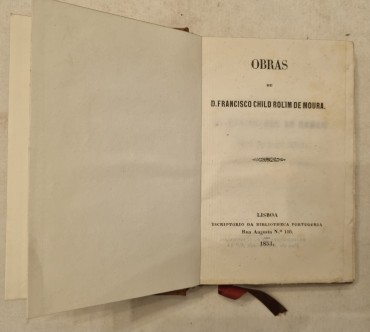 OBRAS
DE
D. FRANCISCO CHILD ROLIM DE MOURA.
LISBOA.
ESCRIPTORIO DA BIBLIOTHECA PORTUGUEZA
Rua Augusta N.º 110.
1853.